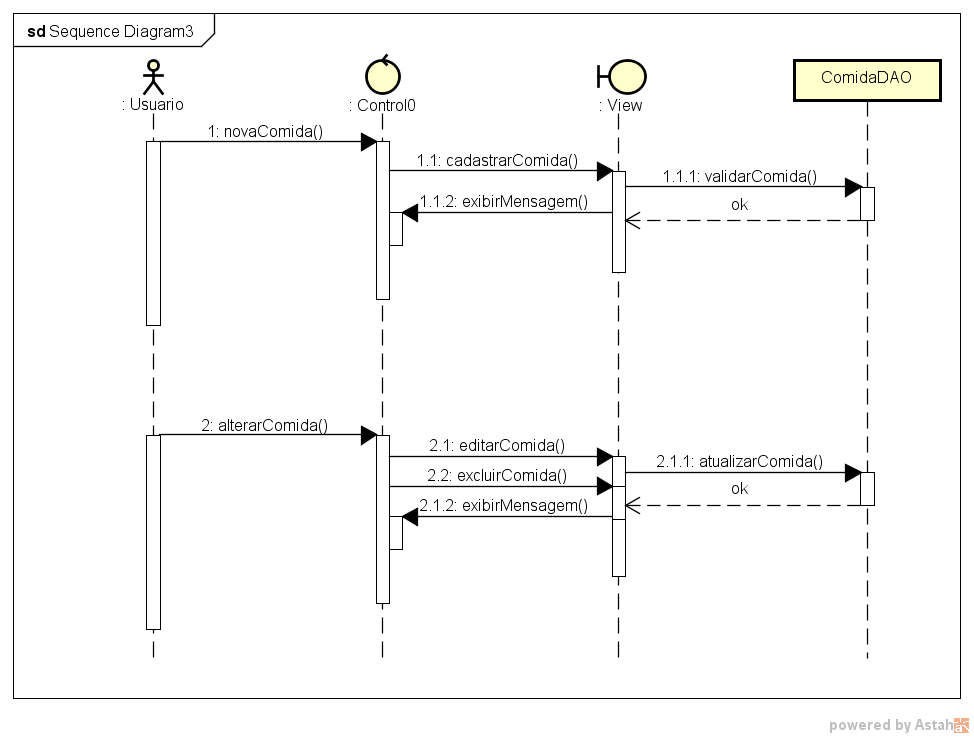 sd Sequence Diagram3
: Usuario
: Control0
: View
ComidaDAO
1: novaComida()
1.1: cadastrarComida()
1.1.1: validarComida()
1.1.2: exibirMensagem()
ok
2: alterarComida()
2.1: editarComida()
2.1.1: atualizarComida()
2.2: excluirComida()
ok
2.1.2: exibirMensagem()
powered by Astah